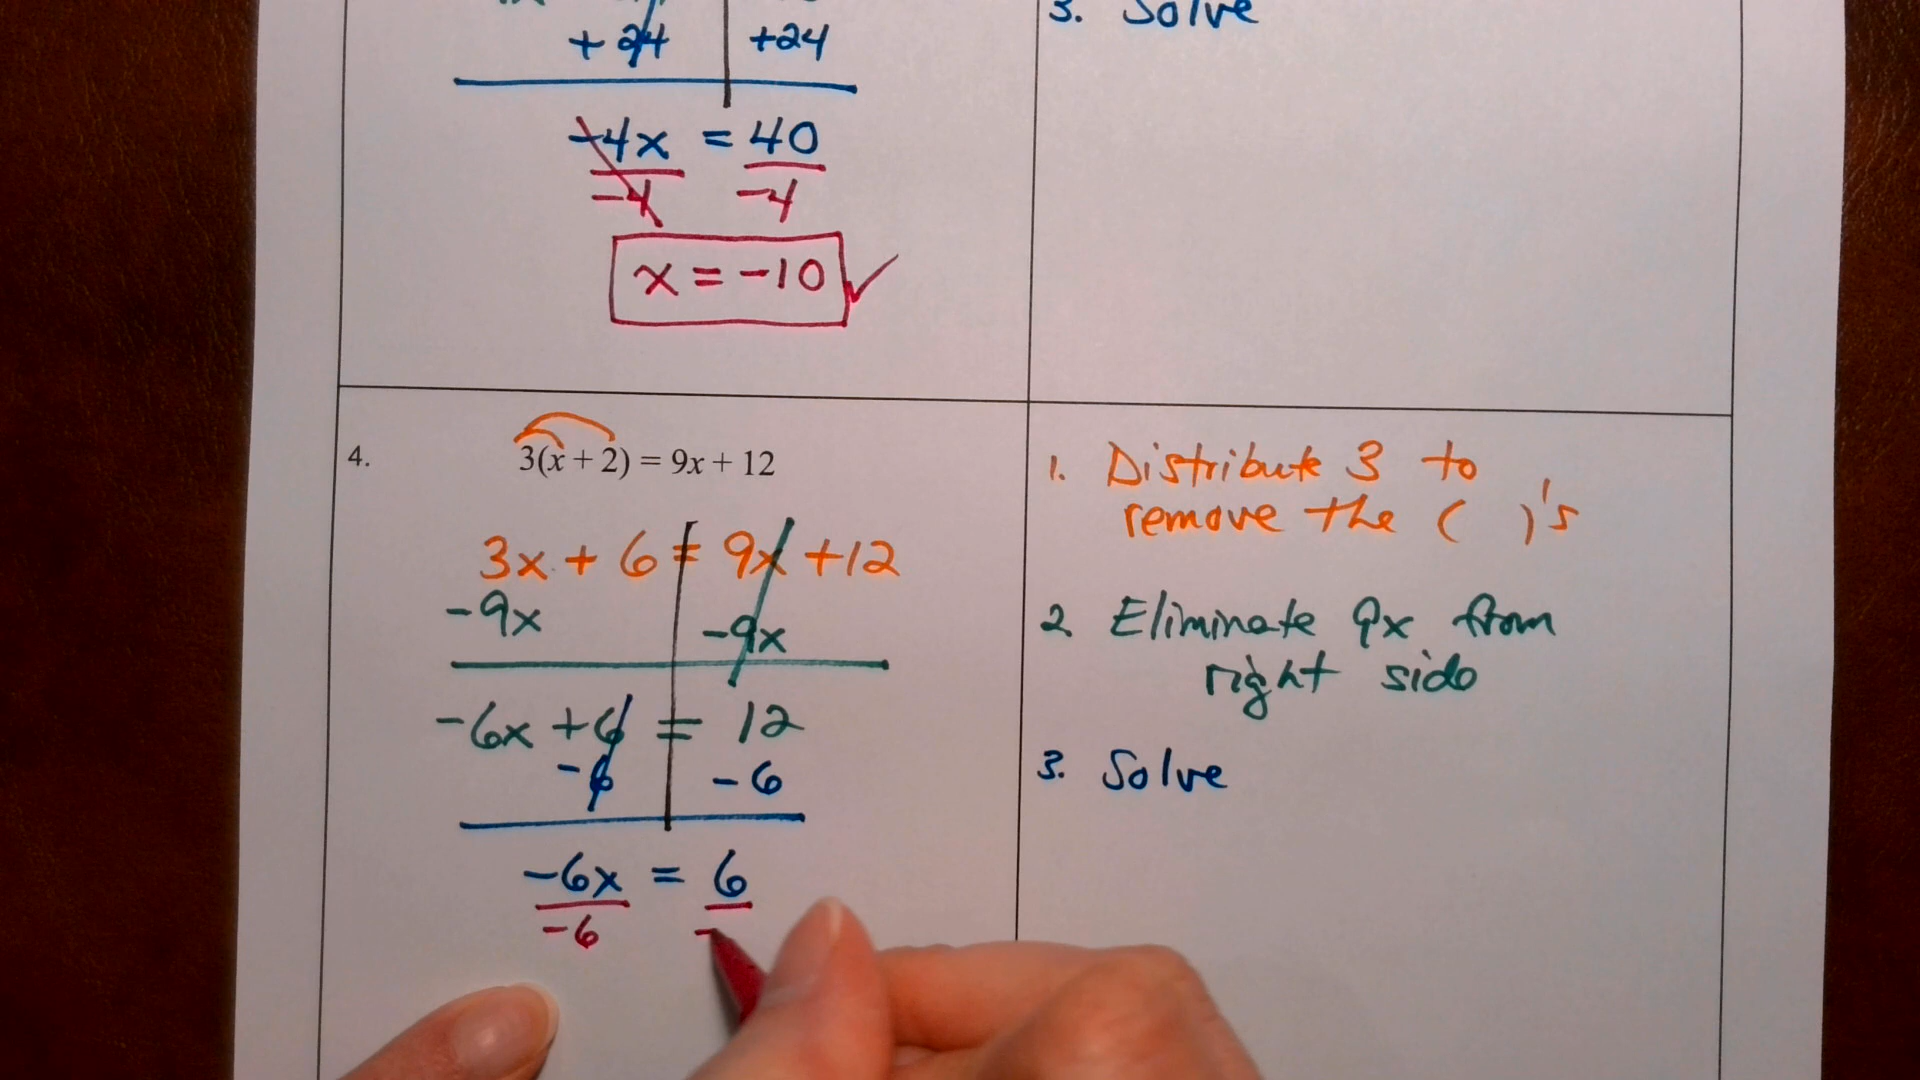 + 24 +24
3. Solve
-4x = 40
-4 -4
x = -10 ✓
4. 3(x + 2) = 9x + 12
3x + 6 = 9x + 12
-9x -9x
-6x + 6 = 12
-6 -6
-6x = 6
-6 -
1. Distribute 3 to
remove the ( )'s
2 Eliminate 9x from
right side
3. Solve